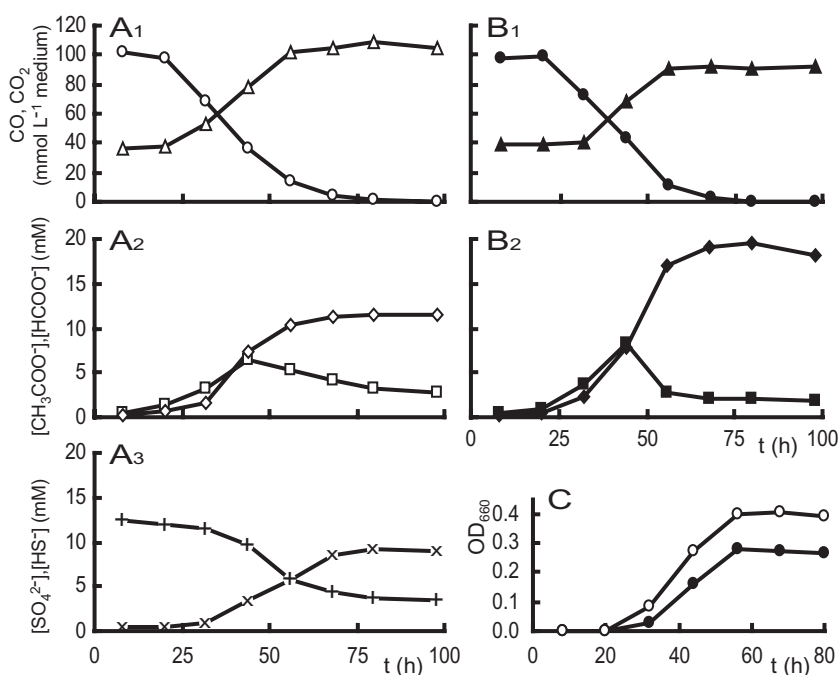 CO, CO₂
(mmol L⁻¹ medium)
120
100
80
60
40
20
0
A1
B1
[CH₃COO⁻],[HCOO⁻] (mM)
20
15
10
5
0
A2
B2
0
25
50
75
100
t (h)
[SO₄²⁻],[HS⁻] (mM)
20
15
10
5
0
A3
0
25
50
75
100
t (h)
C
OD₆₆₀
0.4
0.3
0.2
0.1
0.0
0
20
40
60
80
t (h)